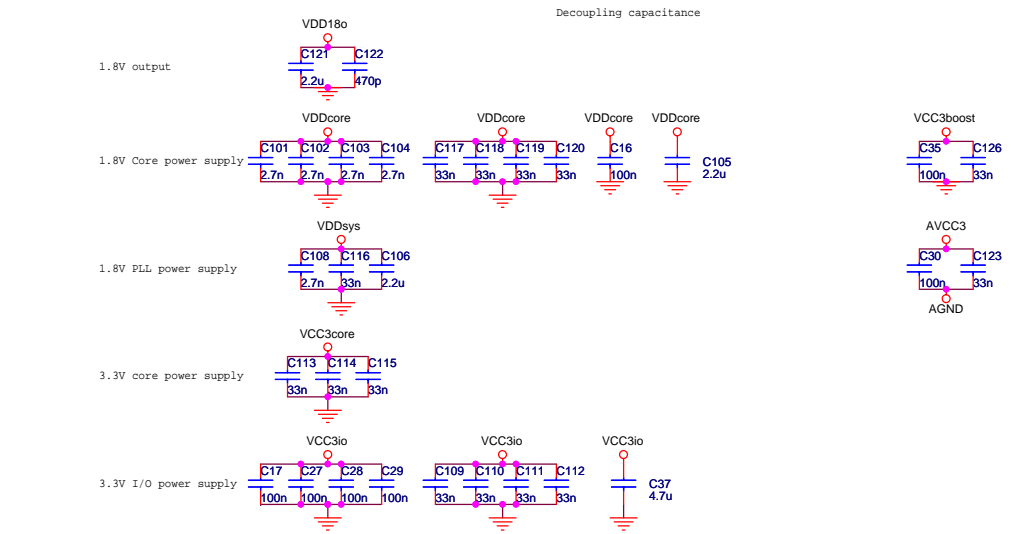 Decoupling capacitance
VDD18o
C121 C122
1.8V output
2.2u 470p
VDDcore VDDcore VDDcore VDDcore VCC3boost
C101 C102 C103 C104 C117 C118 C119 C120 C16 C105 C35 C126
1.8V Core power supply
2.7n 2.7n 2.7n 2.7n 33n 33n 33n 33n 100n 2.2u 100n 33n
VDDsys AVCC3
C108 C116 C106 C30 C123
1.8V PLL power supply
2.7n 33n 2.2u 100n 33n
AGND
VCC3core
C113 C114 C115
3.3V core power supply
33n 33n 33n
VCC3io VCC3io VCC3io
C17 C27 C28 C29 C109 C110 C111 C112 C37
3.3V I/O power supply
100n 100n 100n 100n 33n 33n 33n 33n 4.7u